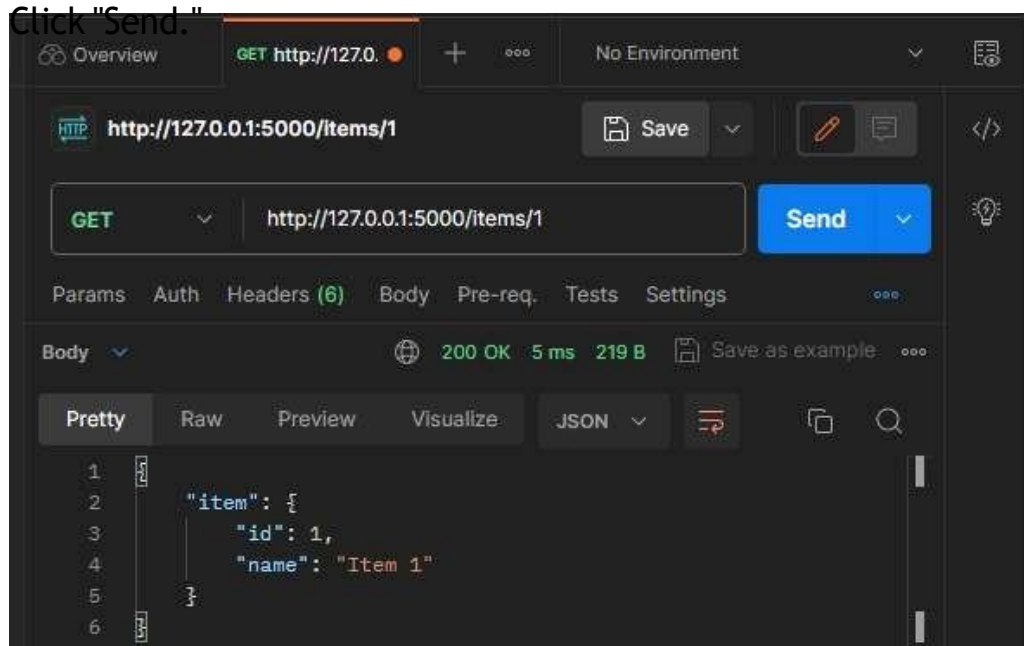 Click "Send."
Overview GET http://127.0. No Environment
HTTP http://127.0.0.1:5000/items/1 Save
GET http://127.0.0.1:5000/items/1 Send
Params Auth Headers (6) Body Pre-req. Tests Settings
Body 200 OK 5 ms 219 B Save as example
Pretty Raw Preview Visualize JSON
1 {
2 "item": {
3 "id": 1,
4 "name": "Item 1"
5 }
6 }